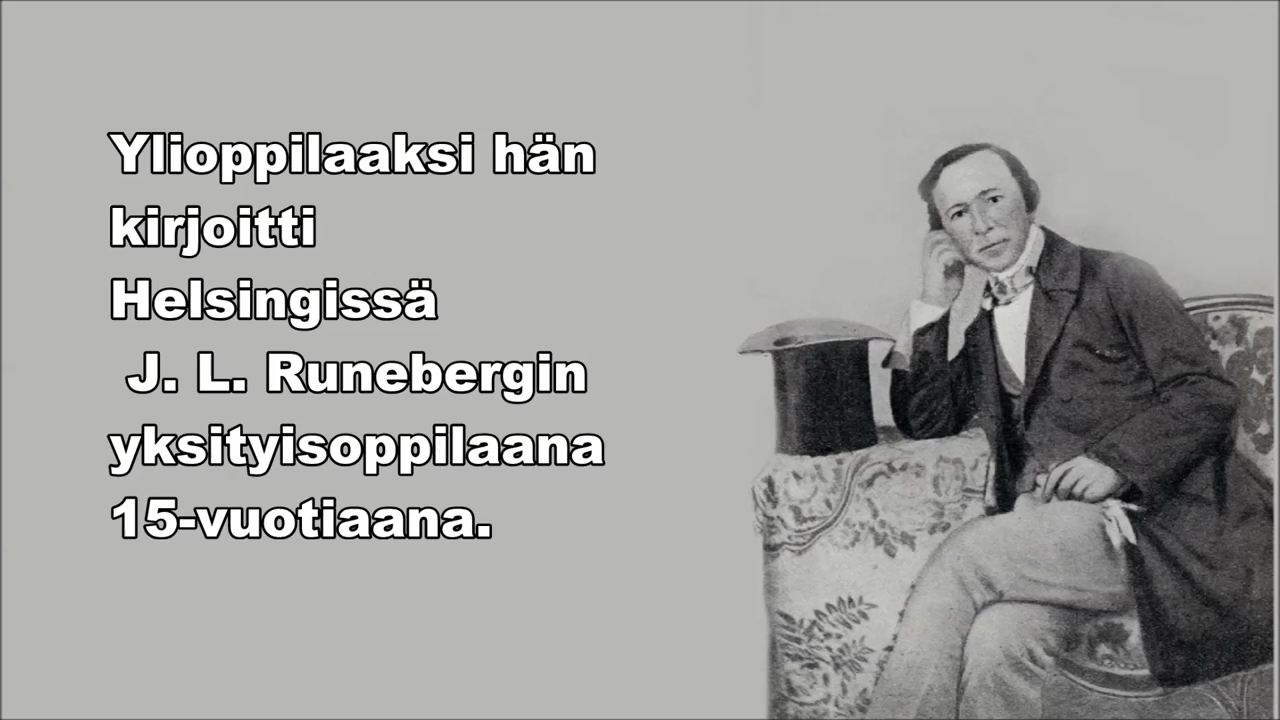 Ylioppilaaksi hän
kirjoitti
Helsingissä
J. L. Runebergin
yksityisoppilaana
15-vuotiaana.